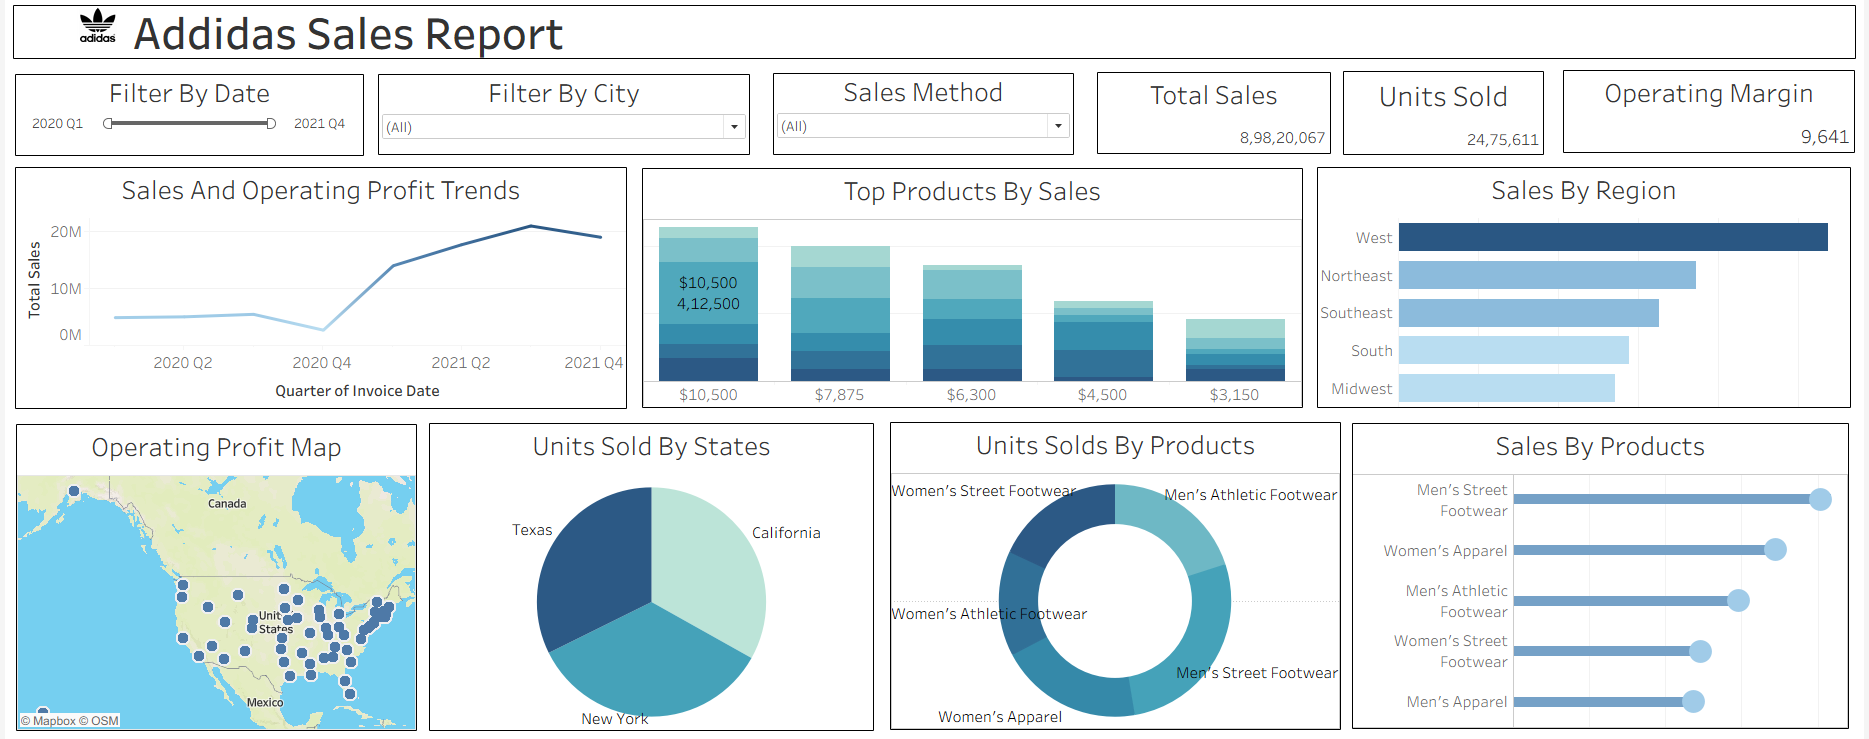 adidas
Addidas Sales Report
Filter By Date
2020 Q1
2021 Q4
Filter By City
(All)
Sales Method
(All)
Total Sales
8,98,20,067
Units Sold
24,75,611
Operating Margin
9,641
Sales And Operating Profit Trends
Total Sales
20M
10M
0M
2020 Q2
2020 Q4
2021 Q2
2021 Q4
Quarter of Invoice Date
Top Products By Sales
$10,500
4,12,500
$10,500
$7,875
$6,300
$4,500
$3,150
Sales By Region
West
Northeast
Southeast
South
Midwest
Operating Profit Map
Canada
United
States
Mexico
© Mapbox © OSM
Units Sold By States
Texas
California
New York
Units Solds By Products
Women's Street Footwear
Men's Athletic Footwear
Women's Athletic Footwear
Men's Street Footwear
Women's Apparel
Sales By Products
Men's Street
Footwear
Women's Apparel
Men's Athletic
Footwear
Women's Street
Footwear
Men's Apparel